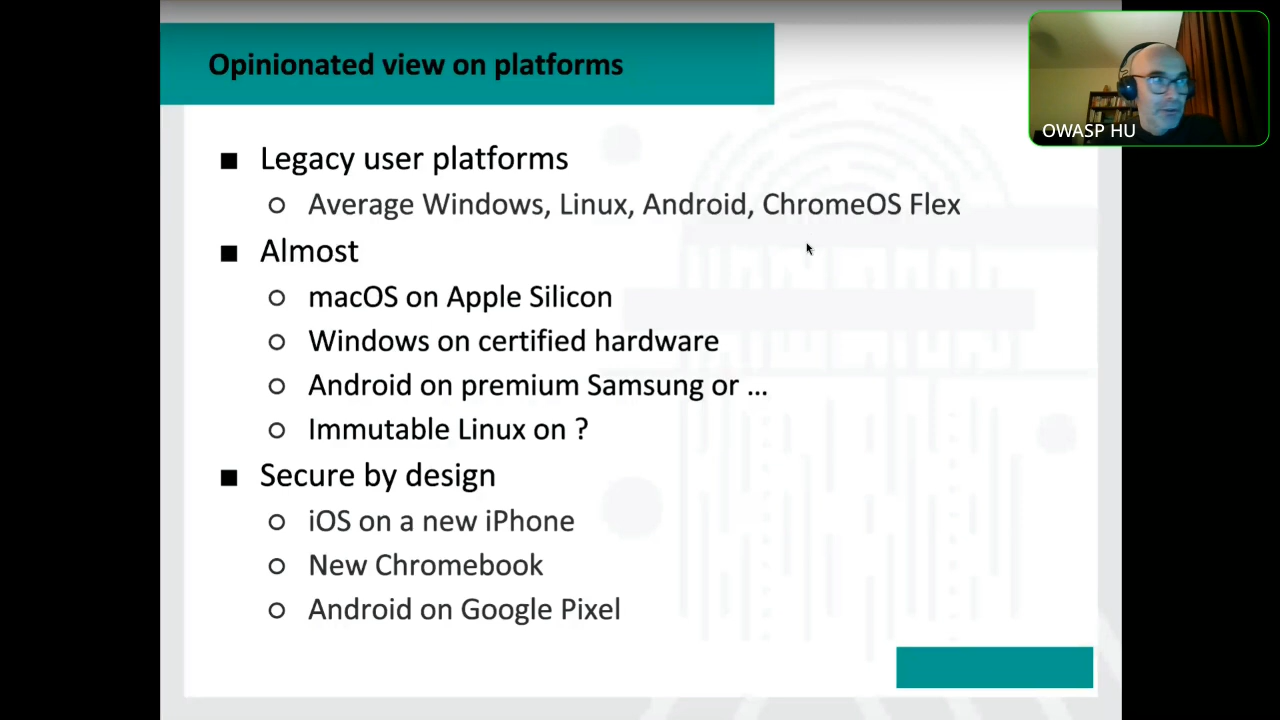 Opinionated view on platforms
OWASP HU
■ Legacy user platforms
○ Average Windows, Linux, Android, ChromeOS Flex
■ Almost
○ macOS on Apple Silicon
○ Windows on certified hardware
○ Android on premium Samsung or ...
○ Immutable Linux on ?
■ Secure by design
○ iOS on a new iPhone
○ New Chromebook
○ Android on Google Pixel